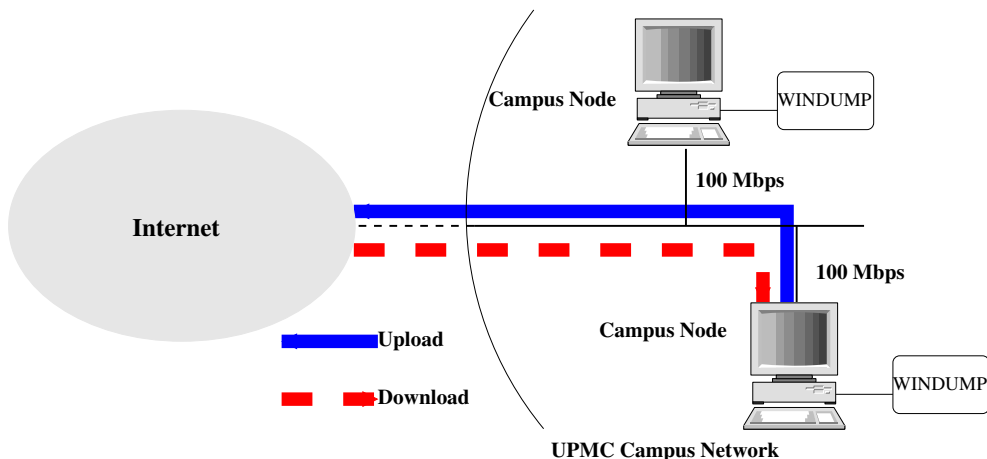 Campus Node
WINDUMP
100 Mbps
Internet
100 Mbps
Upload
Campus Node
WINDUMP
Download
UPMC Campus Network